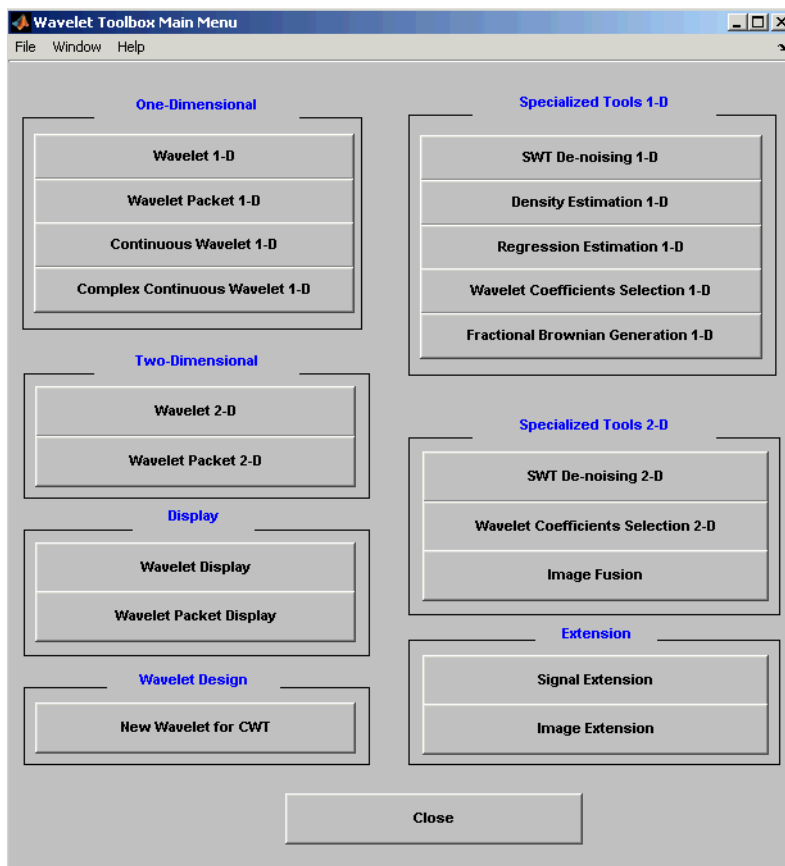 Wavelet Toolbox Main Menu
File Window Help
One-Dimensional
Wavelet 1-D
Wavelet Packet 1-D
Continuous Wavelet 1-D
Complex Continuous Wavelet 1-D
Two-Dimensional
Wavelet 2-D
Wavelet Packet 2-D
Display
Wavelet Display
Wavelet Packet Display
Wavelet Design
New Wavelet for CWT
Specialized Tools 1-D
SWT De-noising 1-D
Density Estimation 1-D
Regression Estimation 1-D
Wavelet Coefficients Selection 1-D
Fractional Brownian Generation 1-D
Specialized Tools 2-D
SWT De-noising 2-D
Wavelet Coefficients Selection 2-D
Image Fusion
Extension
Signal Extension
Image Extension
Close